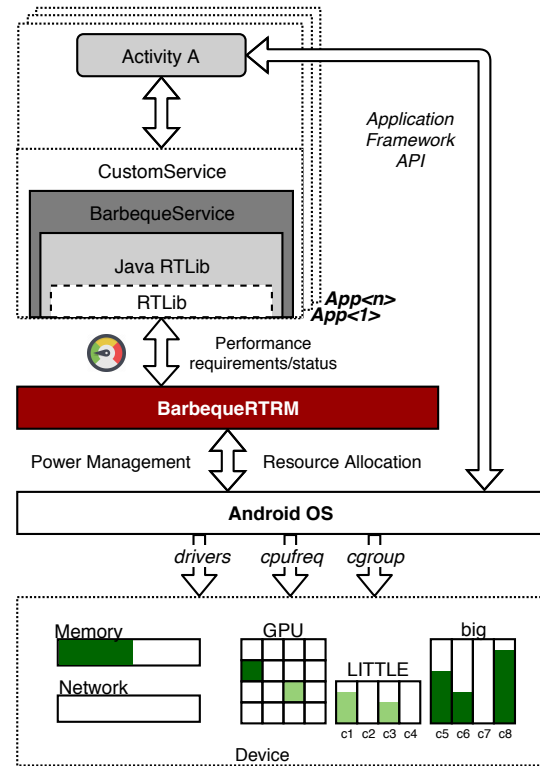 Activity A
Application
Framework
API
CustomService
BarbequeService
Java RTLib
RTLib
App<n>
App<1>
Performance
requirements/status
BarbequeRTRM
Power Management
Resource Allocation
Android OS
drivers
cpufreq
cgroup
Memory
GPU
big
LITTLE
Network
c1 c2 c3 c4
c5 c6 c7 c8
Device